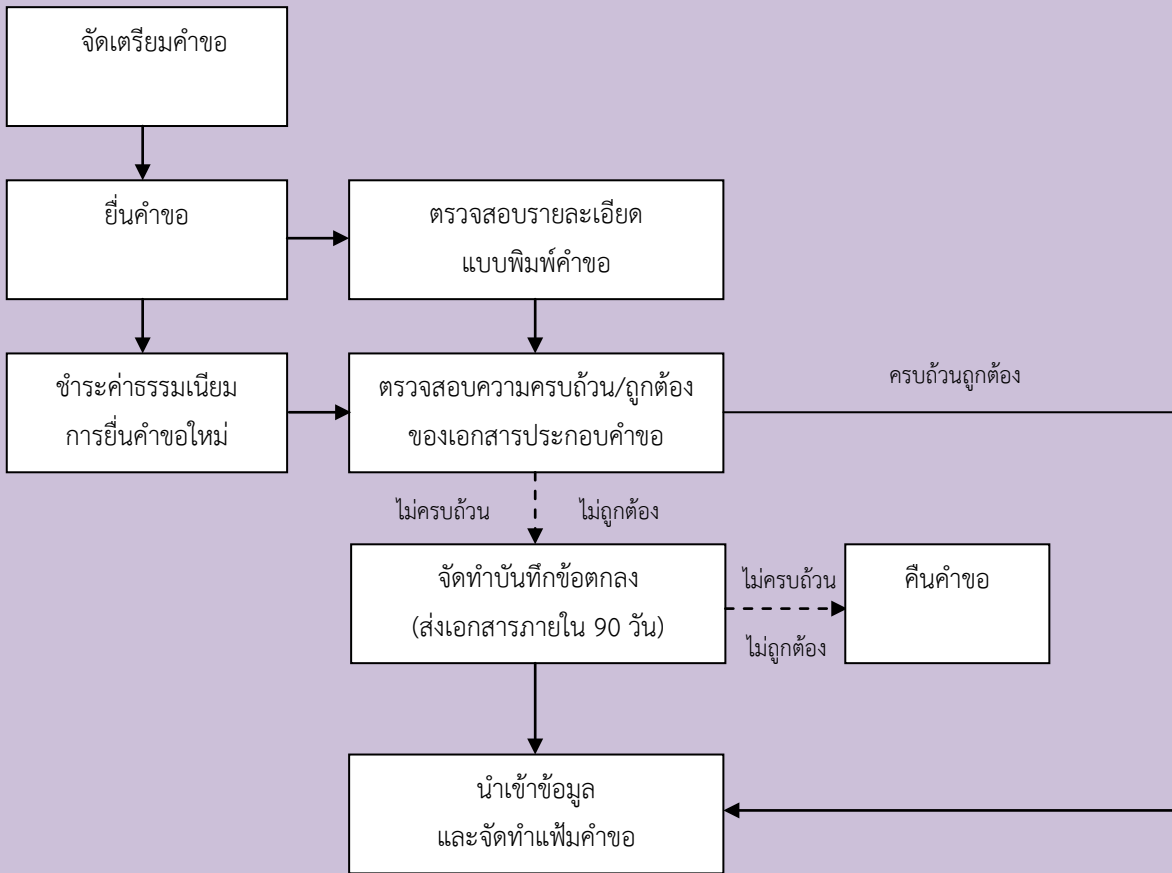 จัดเตรียมคำขอ
ยื่นคำขอ
ตรวจสอบรายละเอียด
แบบพิมพ์คำขอ
ชำระค่าธรรมเนียม
การยื่นคำขอใหม่
ตรวจสอบความครบถ้วน/ถูกต้อง
ของเอกสารประกอบคำขอ
ครบถ้วนถูกต้อง
ไม่ครบถ้วน
ไม่ถูกต้อง
จัดทำบันทึกข้อตกลง
(ส่งเอกสารภายใน 90 วัน)
ไม่ครบถ้วน
ไม่ถูกต้อง
คืนคำขอ
นำเข้าข้อมูล
และจัดทำแฟ้มคำขอ